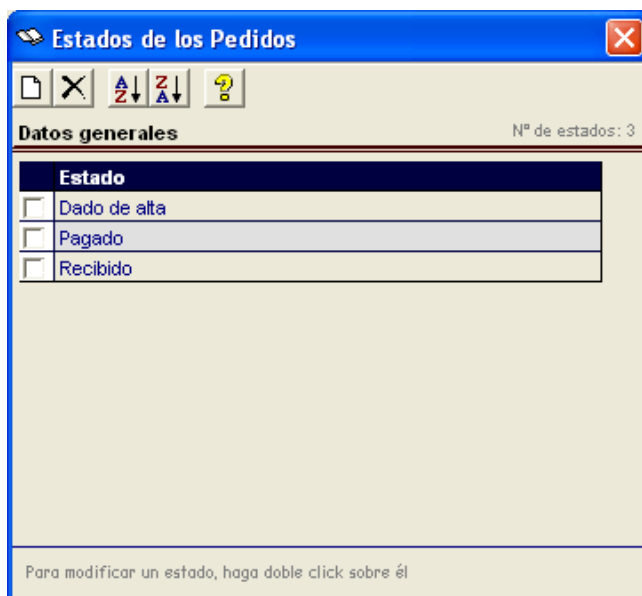 Estados de los Pedidos
Datos generales
Nº de estados: 3
Estado
Dado de alta
Pagado
Recibido
Para modificar un estado, haga doble click sobre él